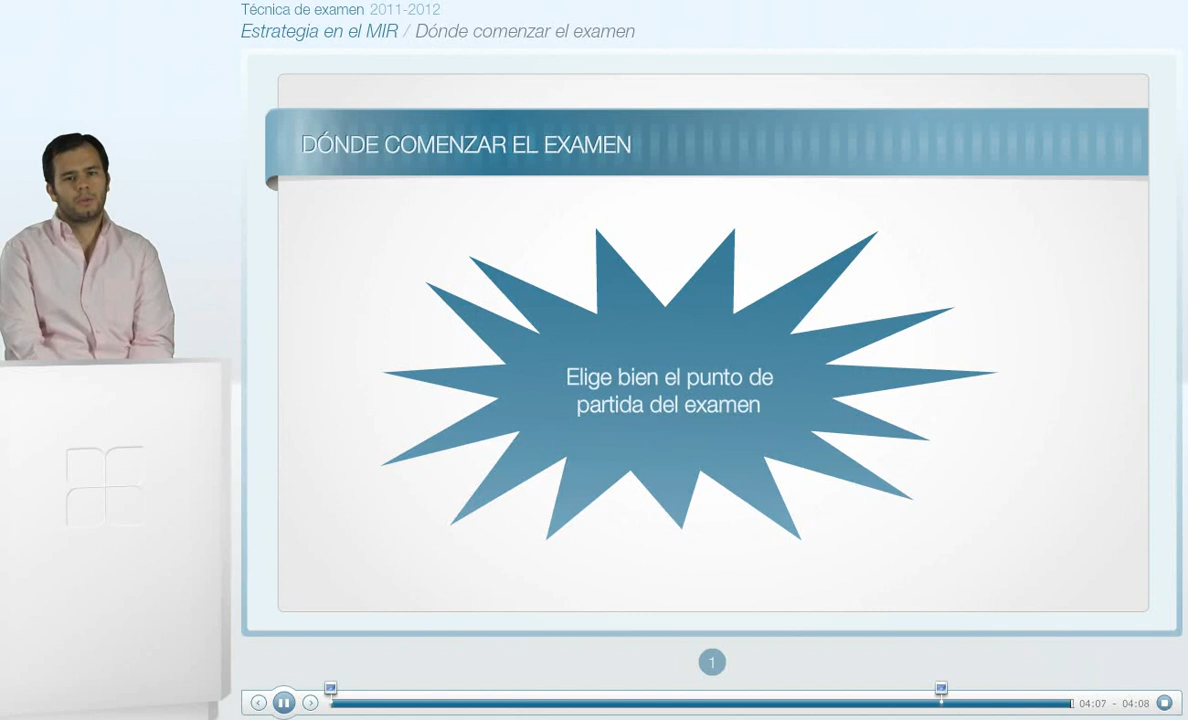 Técnica de examen 2011-2012
Estrategia en el MIR / Dónde comenzar el examen
DÓNDE COMENZAR EL EXAMEN
Elige bien el punto de
partida del examen
1
04:07 - 04:08